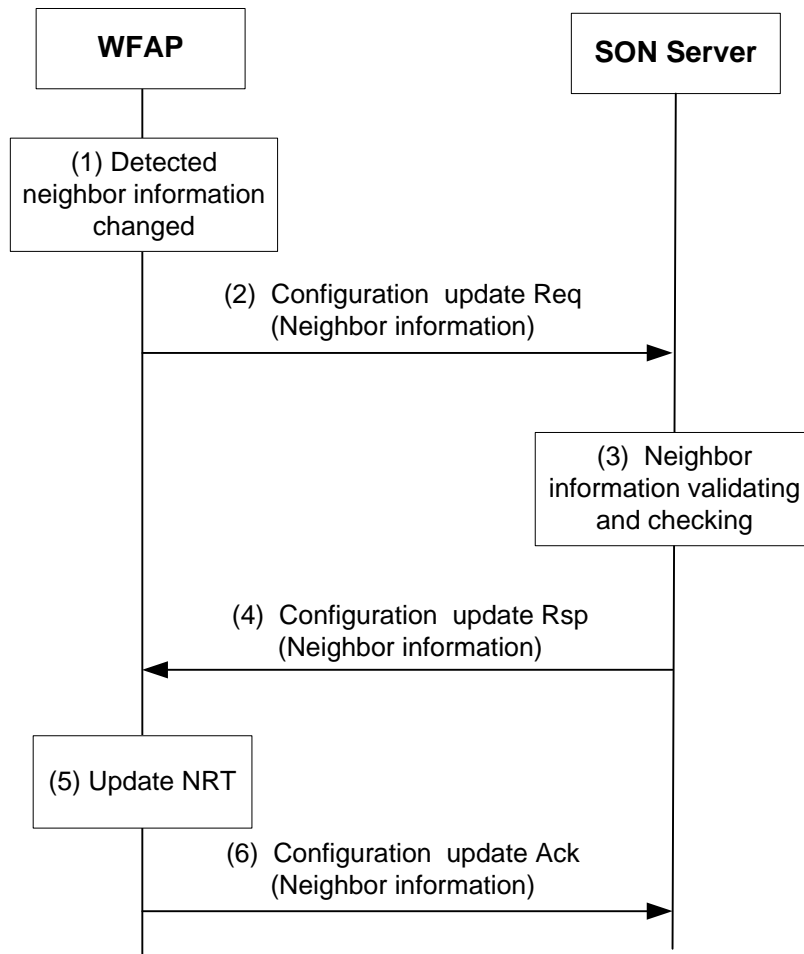 WFAP
SON Server
(1) Detected
neighbor information
changed
(2) Configuration update Req
(Neighbor information)
(3) Neighbor
information validating
and checking
(4) Configuration update Rsp
(Neighbor information)
(5) Update NRT
(6) Configuration update Ack
(Neighbor information)